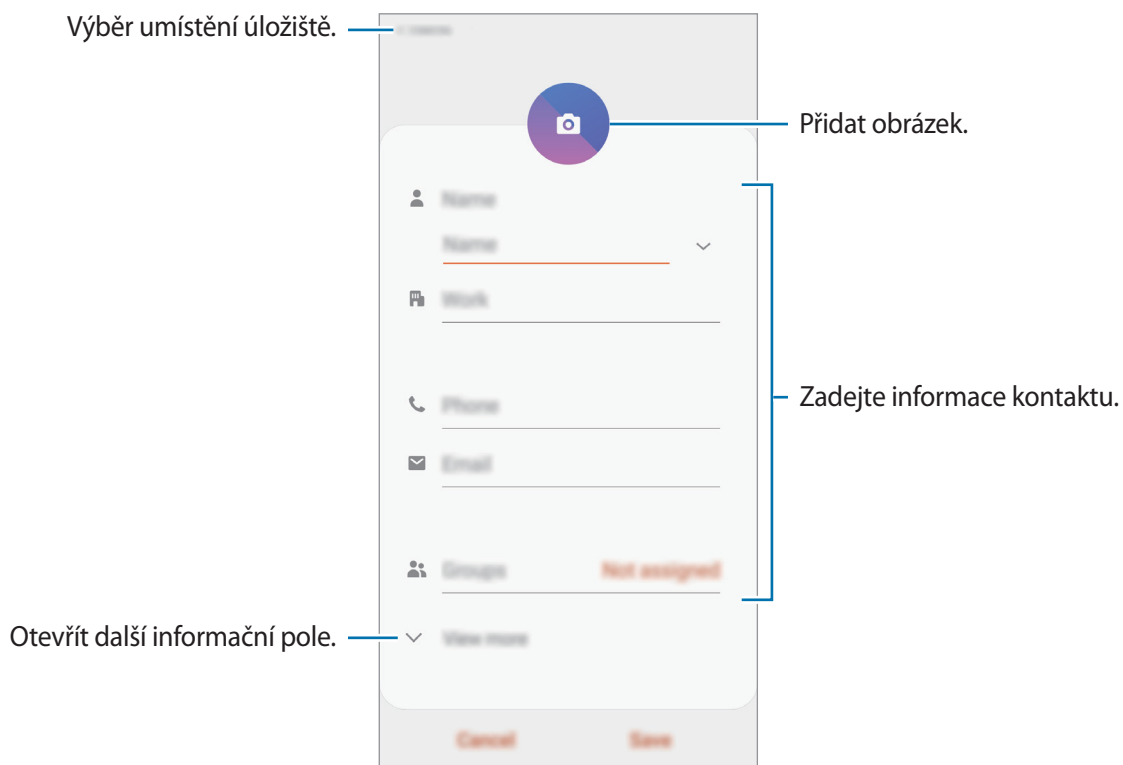 Výběr umístění úložiště.
Přidat obrázek.
Name
Name
Work
Zadejte informace kontaktu.
Phone
Email
Groups Not assigned
Otevřít další informační pole.
View more
Cancel Save